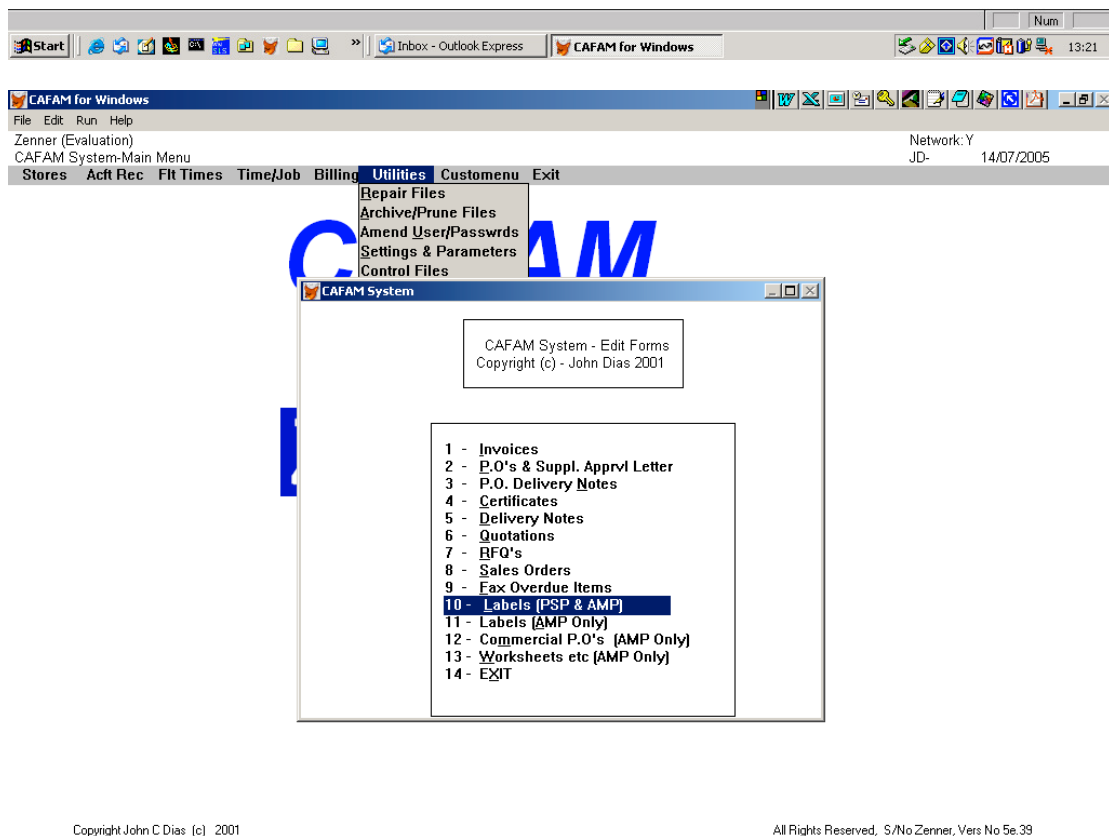 Num
Start
Inbox - Outlook Express
CAFAM for Windows
13:21
CAFAM for Windows
File Edit Run Help
Zenner (Evaluation)
Network: Y
CAFAM System-Main Menu
JD- 14/07/2005
Stores Acft Rec Flt Times Time/Job Billing Utilities Customenu Exit
Repair Files
Archive/Prune Files
Amend User/Passwrds
Settings & Parameters
Control Files
CAFAM System
CAFAM System - Edit Forms
Copyright (c) - John Dias 2001
1 - Invoices
2 - P.O's & Suppl. Apprvl Letter
3 - P.O. Delivery Notes
4 - Certificates
5 - Delivery Notes
6 - Quotations
7 - RFQ's
8 - Sales Orders
9 - Fax Overdue Items
10 - Labels (PSP & AMP)
11 - Labels (AMP Only)
12 - Commercial P.O's (AMP Only)
13 - Worksheets etc (AMP Only)
14 - EXIT
Copyright John C Dias (c) 2001
All Rights Reserved, S/No Zenner, Vers No 5e.39